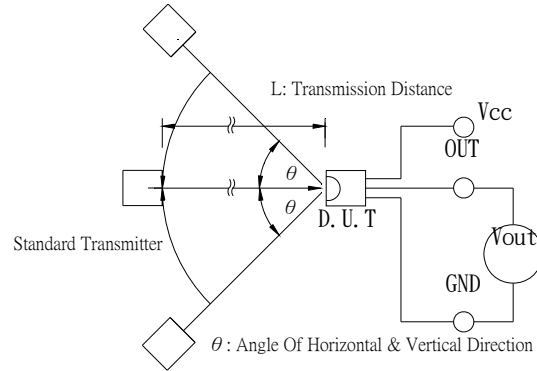 L: Transmission Distance
Vcc
OUT
θ
θ
D.U.T
Standard Transmitter
Vout
GND
θ : Angle Of Horizontal & Vertical Direction